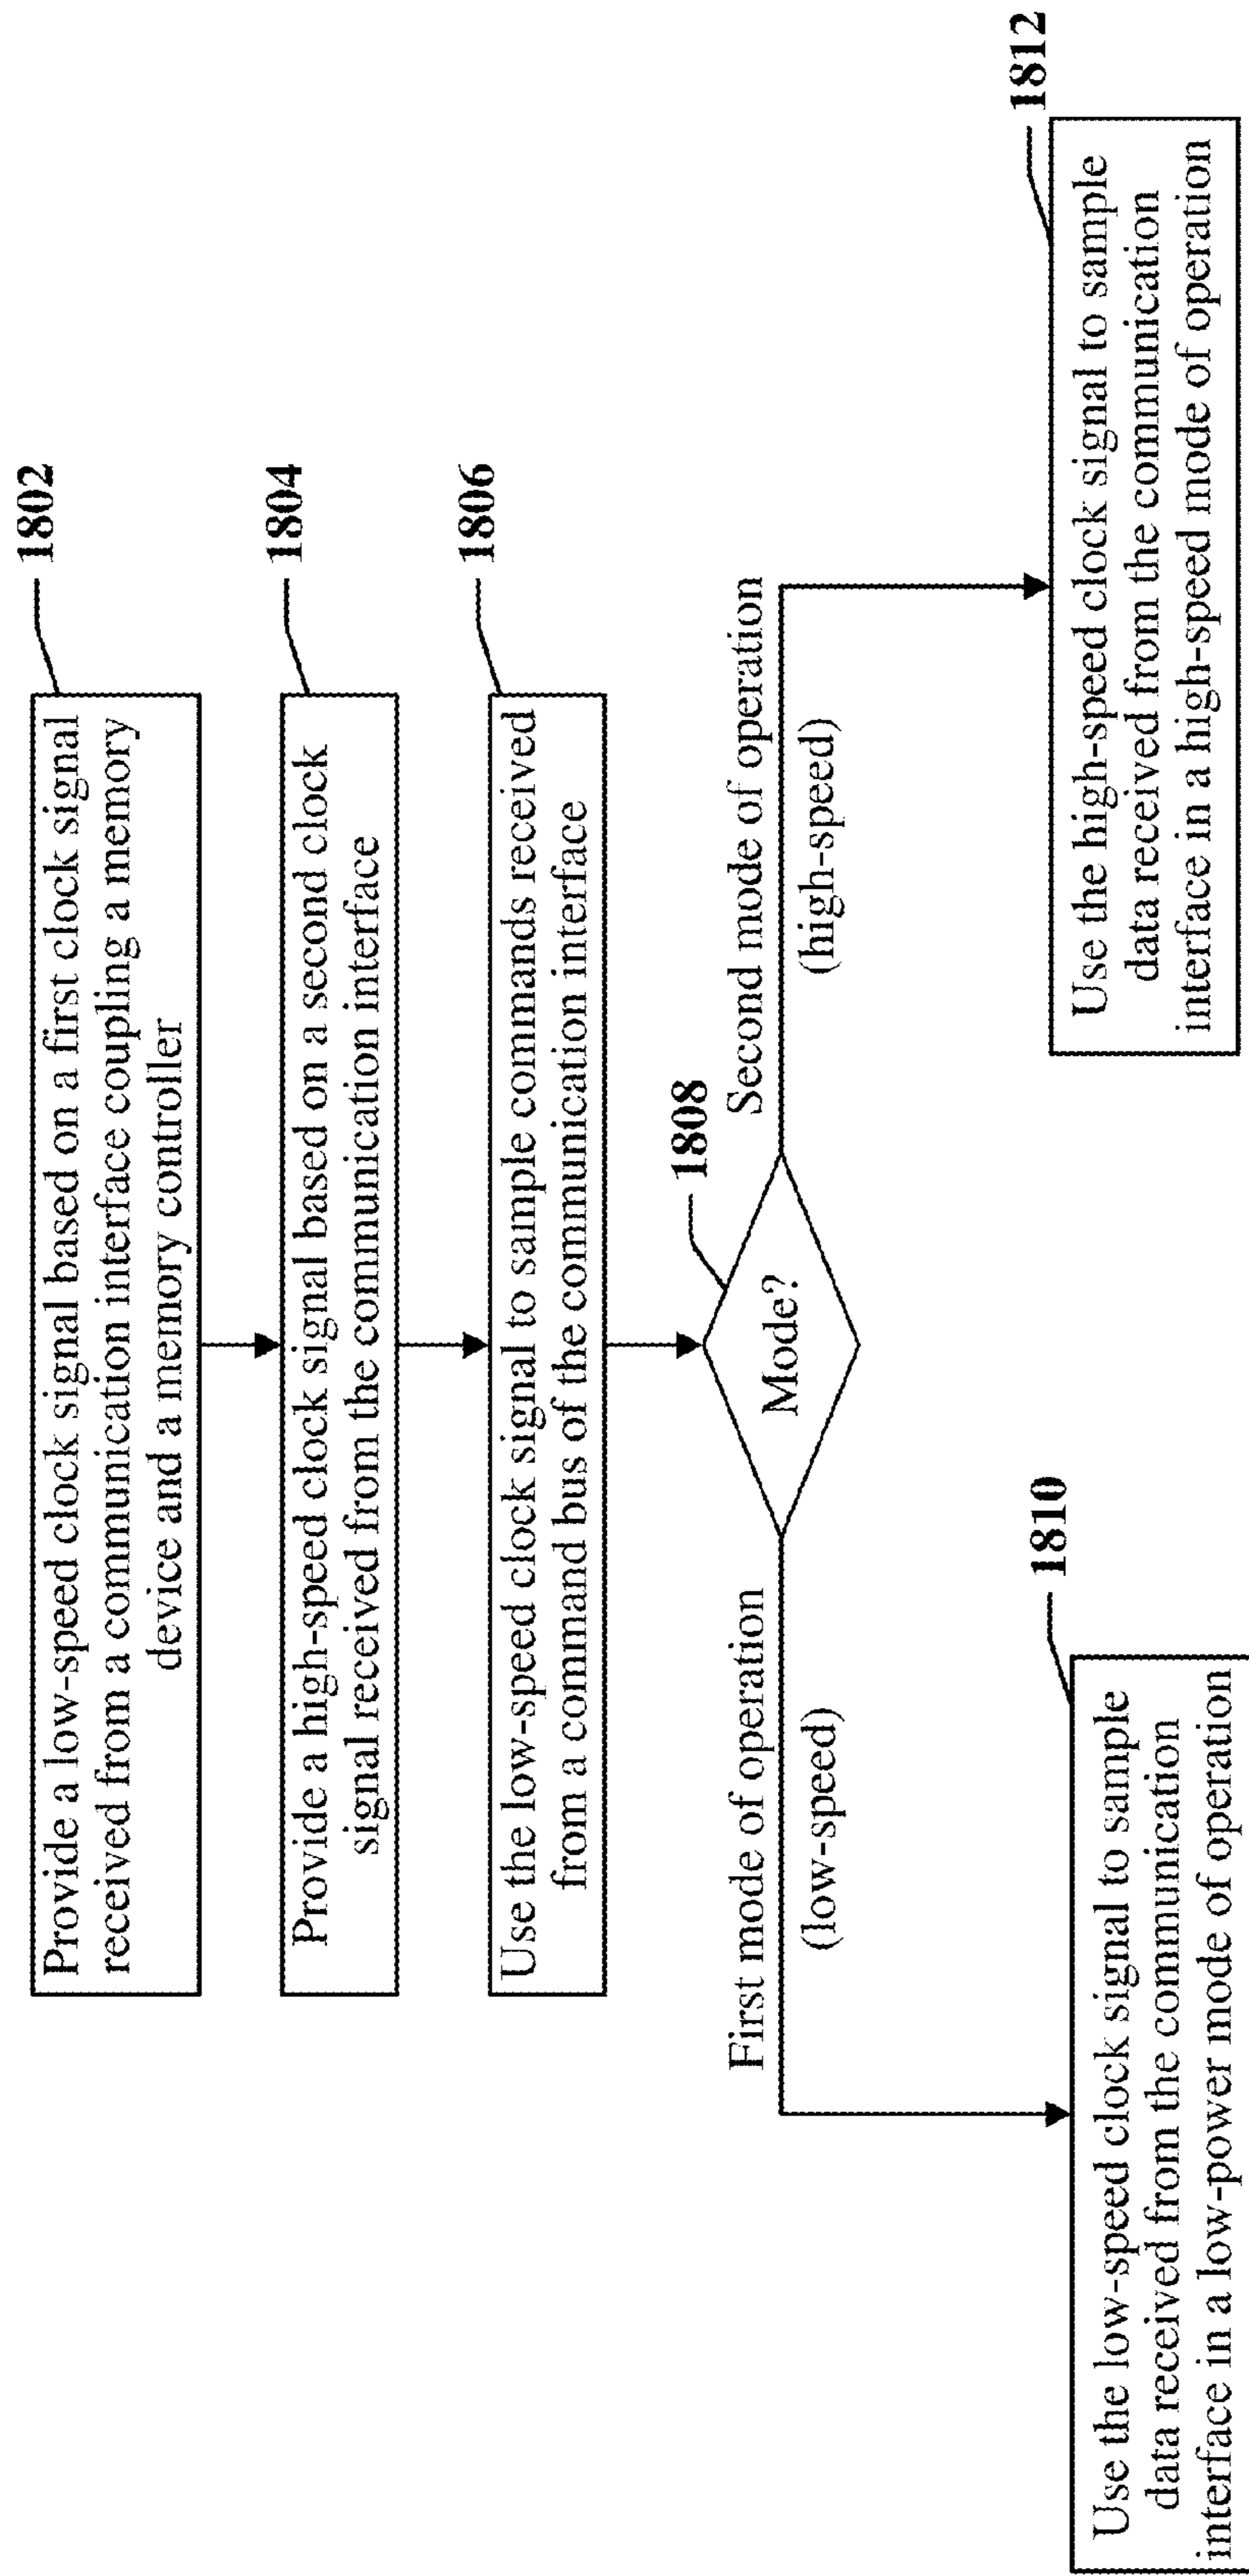 1802
Provide a low-speed clock signal based on a first clock signal
received from a communication interface coupling a memory
device and a memory controller
1804
Provide a high-speed clock signal based on a second clock
signal received from the communication interface
1806
Use the low-speed clock signal to sample commands received
from a command bus of the communication interface
1808
Mode?
First mode of operation
(low-speed)
Second mode of operation
(high-speed)
1810
Use the low-speed clock signal to sample
data received from the communication
interface in a low-power mode of operation
1812
Use the high-speed clock signal to sample
data received from the communication
interface in a high-speed mode of operation